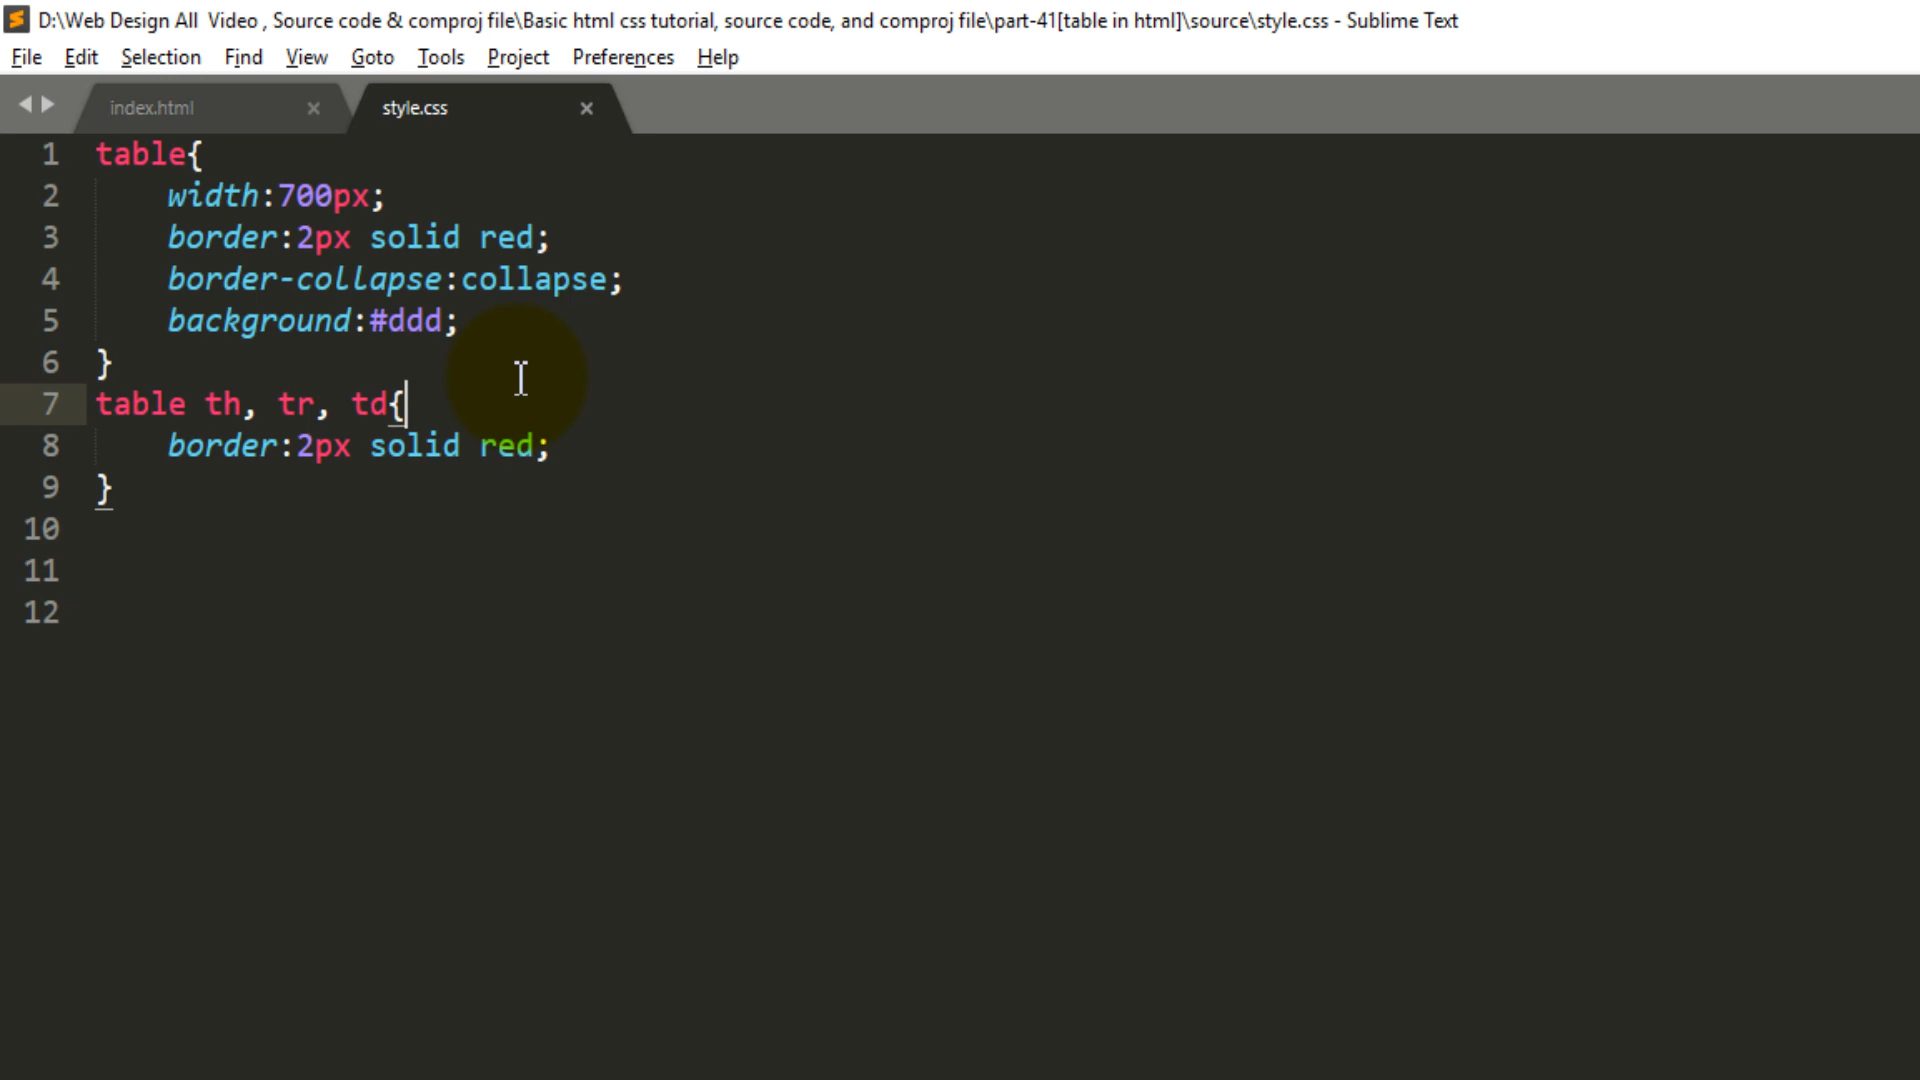 D:\Web Design All  Video , Source code & comproj file\Basic html css tutorial, source code, and comproj file\part-41[table in html]\source\style.css - Sublime Text
File Edit Selection Find View Goto Tools Project Preferences Help
index.html × style.css ×
1 table{
2     width:700px;
3     border:2px solid red;
4     border-collapse:collapse;
5     background:#ddd;
6 }
7 table th, tr, td{
8     border:2px solid red;
9 }
10
11
12